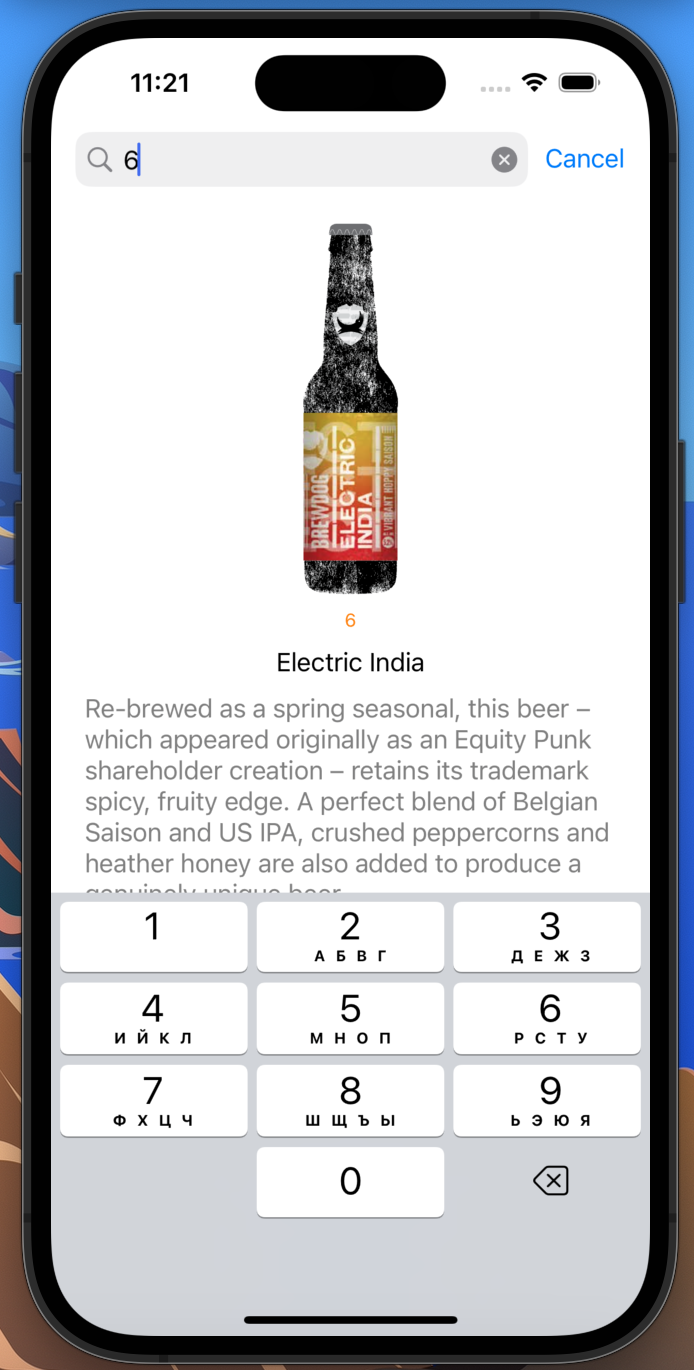 11:21
6
Cancel
BREWDOG
ELECTRIC
INDIA
VIBRANT HOPPY SAISON
6
Electric India
Re-brewed as a spring seasonal, this beer –
which appeared originally as an Equity Punk
shareholder creation – retains its trademark
spicy, fruity edge. A perfect blend of Belgian
Saison and US IPA, crushed peppercorns and
heather honey are also added to produce a
genuinely unique beer.
1 2 3
А Б В Г Д Е Ж З
4 5 6
И Й К Л М Н О П Р С Т У
7 8 9
Ф Х Ц Ч Ш Щ Ъ Ы Ь Э Ю Я
0